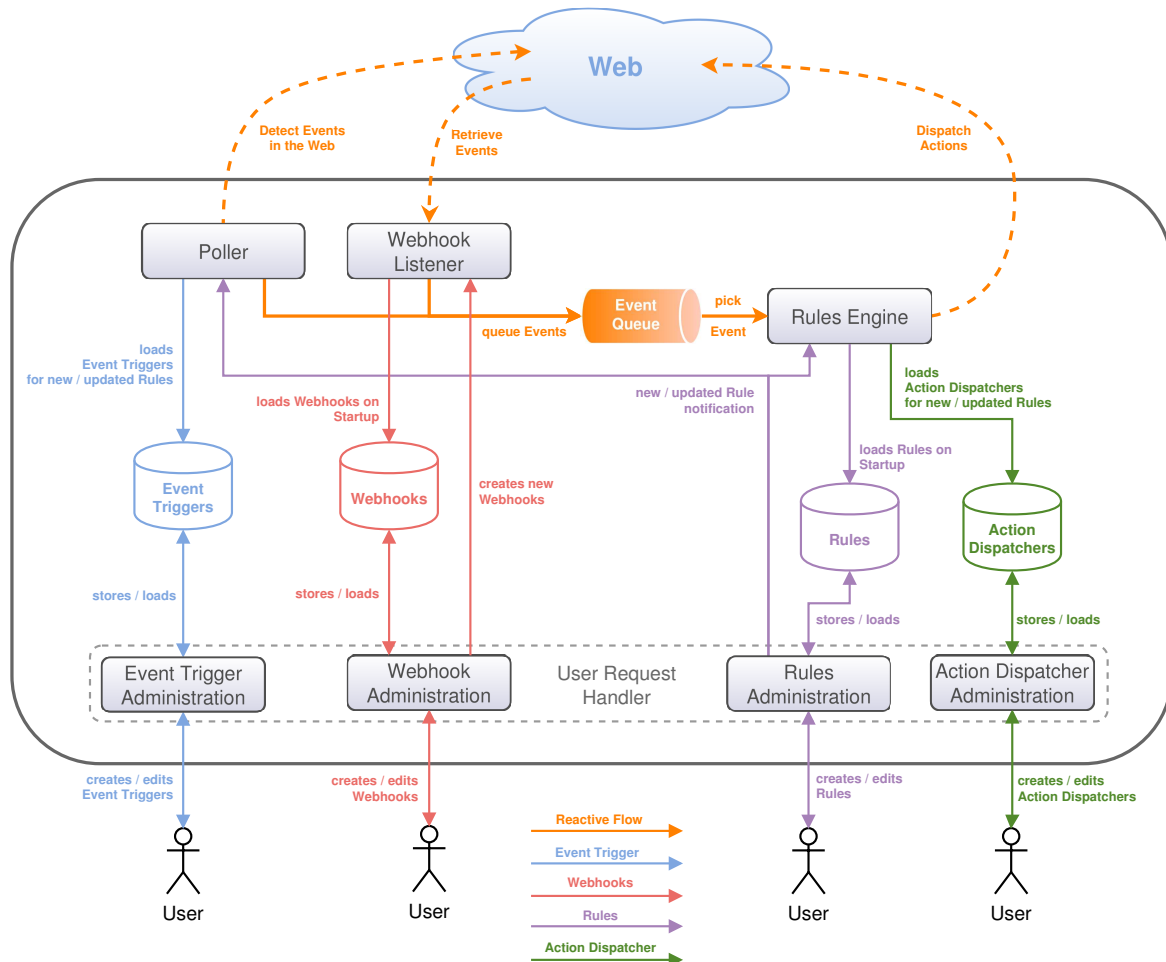 Web
Detect Events
in the Web
Retrieve
Events
Dispatch
Actions
Poller
Webhook
Listener
Event
Queue
pick
Event
queue Events
Rules Engine
loads
Event Triggers
for new / updated Rules
loads Webhooks on
Startup
new / updated Rule
notification
loads
Action Dispatchers
for new / updated Rules
loads Rules on
Startup
creates new
Webhooks
Event
Triggers
Webhooks
Rules
Action
Dispatchers
stores / loads
stores / loads
stores / loads
stores / loads
Event Trigger
Administration
Webhook
Administration
User Request
Handler
Rules
Administration
Action Dispatcher
Administration
creates / edits
Event Triggers
creates / edits
Webhooks
creates / edits
Rules
creates / edits
Action Dispatchers
User
User
User
User
Reactive Flow
Event Trigger
Webhooks
Rules
Action Dispatcher